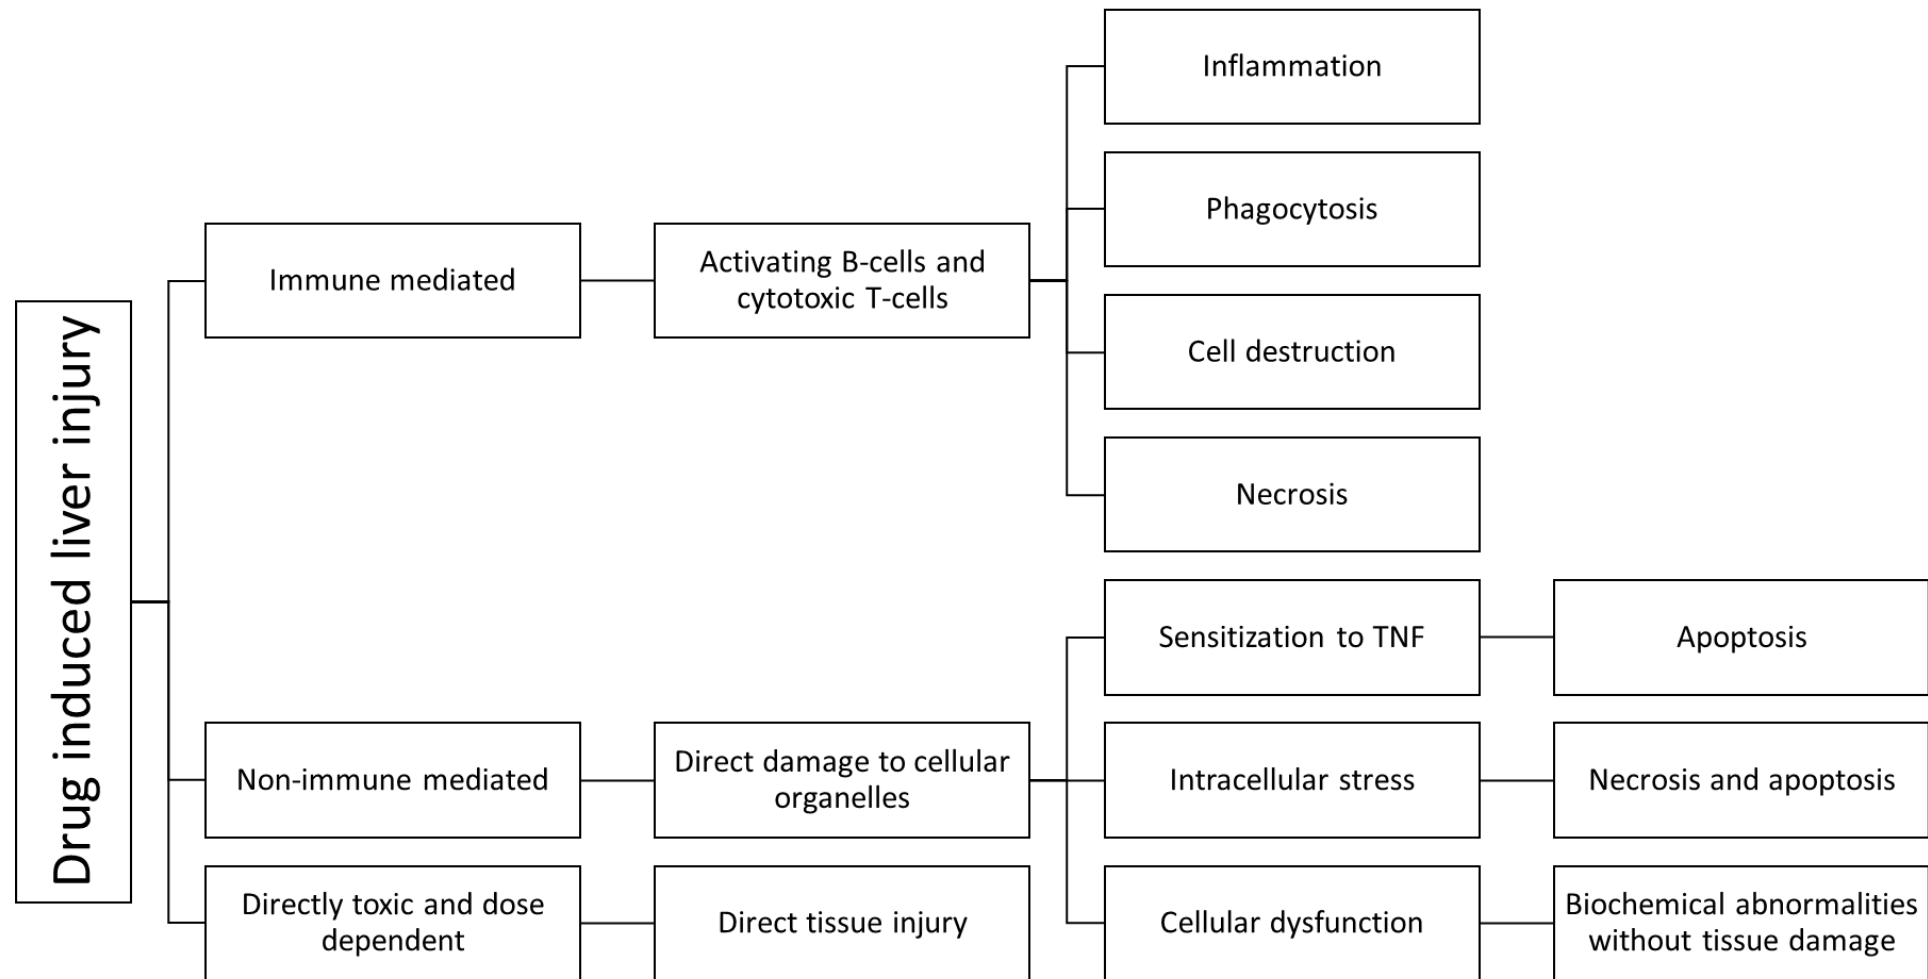 Drug induced liver injury
Immune mediated
Activating B-cells and
cytotoxic T-cells
Inflammation
Phagocytosis
Cell destruction
Necrosis
Non-immune mediated
Direct damage to cellular
organelles
Sensitization to TNF
Apoptosis
Intracellular stress
Necrosis and apoptosis
Cellular dysfunction
Biochemical abnormalities
without tissue damage
Directly toxic and dose
dependent
Direct tissue injury